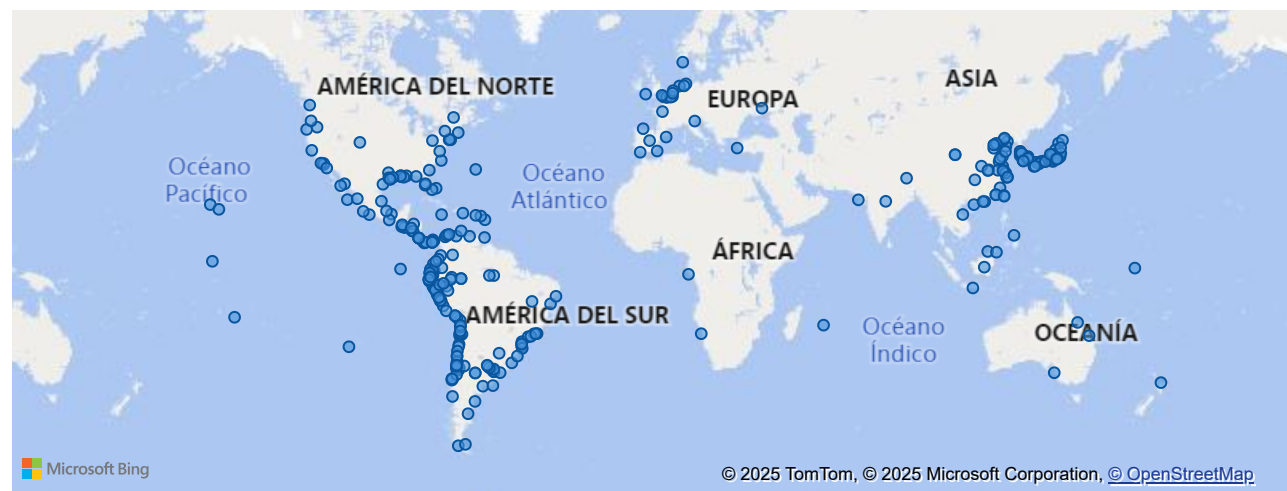 AMÉRICA DEL NORTE
ASIA
EUROPA
Océano
Pacífico
Océano
Atlántico
ÁFRICA
AMÉRICA DEL SUR
Océano
Índico
OCEANÍA
Microsoft Bing
© 2025 TomTom, © 2025 Microsoft Corporation, © OpenStreetMap